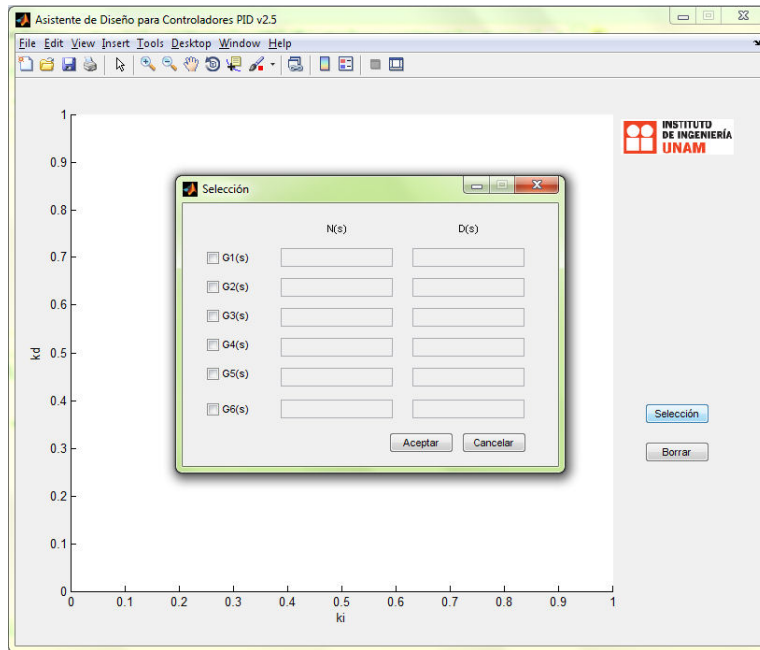 Asistente de Diseño para Controladores PID v2.5
File Edit View Insert Tools Desktop Window Help
INSTITUTO
DE INGENIERÍA
UNAM
Selección
N(s) D(s)
G1(s)
G2(s)
G3(s)
G4(s)
G5(s)
G6(s)
Aceptar Cancelar
Selección
Borrar
kd
1
0.9
0.8
0.7
0.6
0.5
0.4
0.3
0.2
0.1
0
0 0.1 0.2 0.3 0.4 0.5 0.6 0.7 0.8 0.9 1
ki